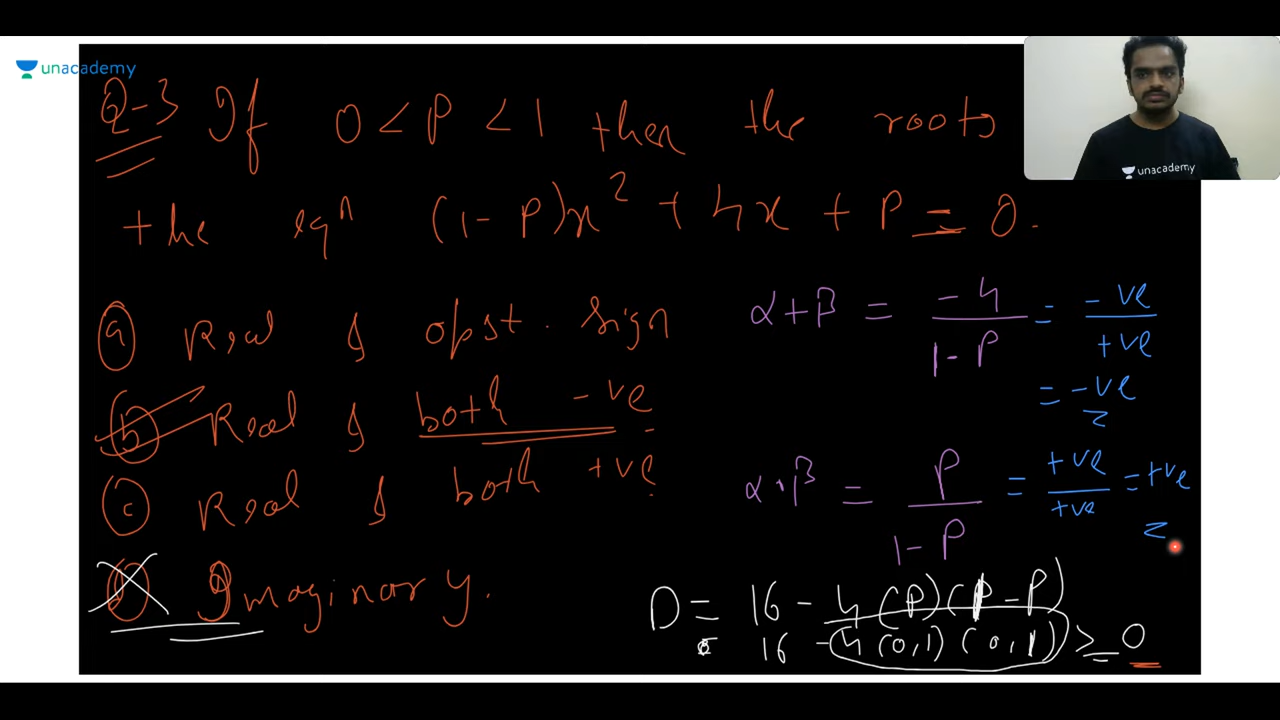 unacademy
unacademy
Q-3 If 0 < P < 1 then the roots
the eqⁿ (1-P)x² + 4x + P = 0.
(a) Real & opst. sign
(b) Real & both -ve
(c) Real & both +ve
Imaginary.
α+β = -4/(1-P) = -ve/+ve
= -ve
α.β = P/(1-P) = +ve/+ve = +ve
D = 16 - 4(P)(1-P)
= 16 - 4(0,1)(0,1) > 0